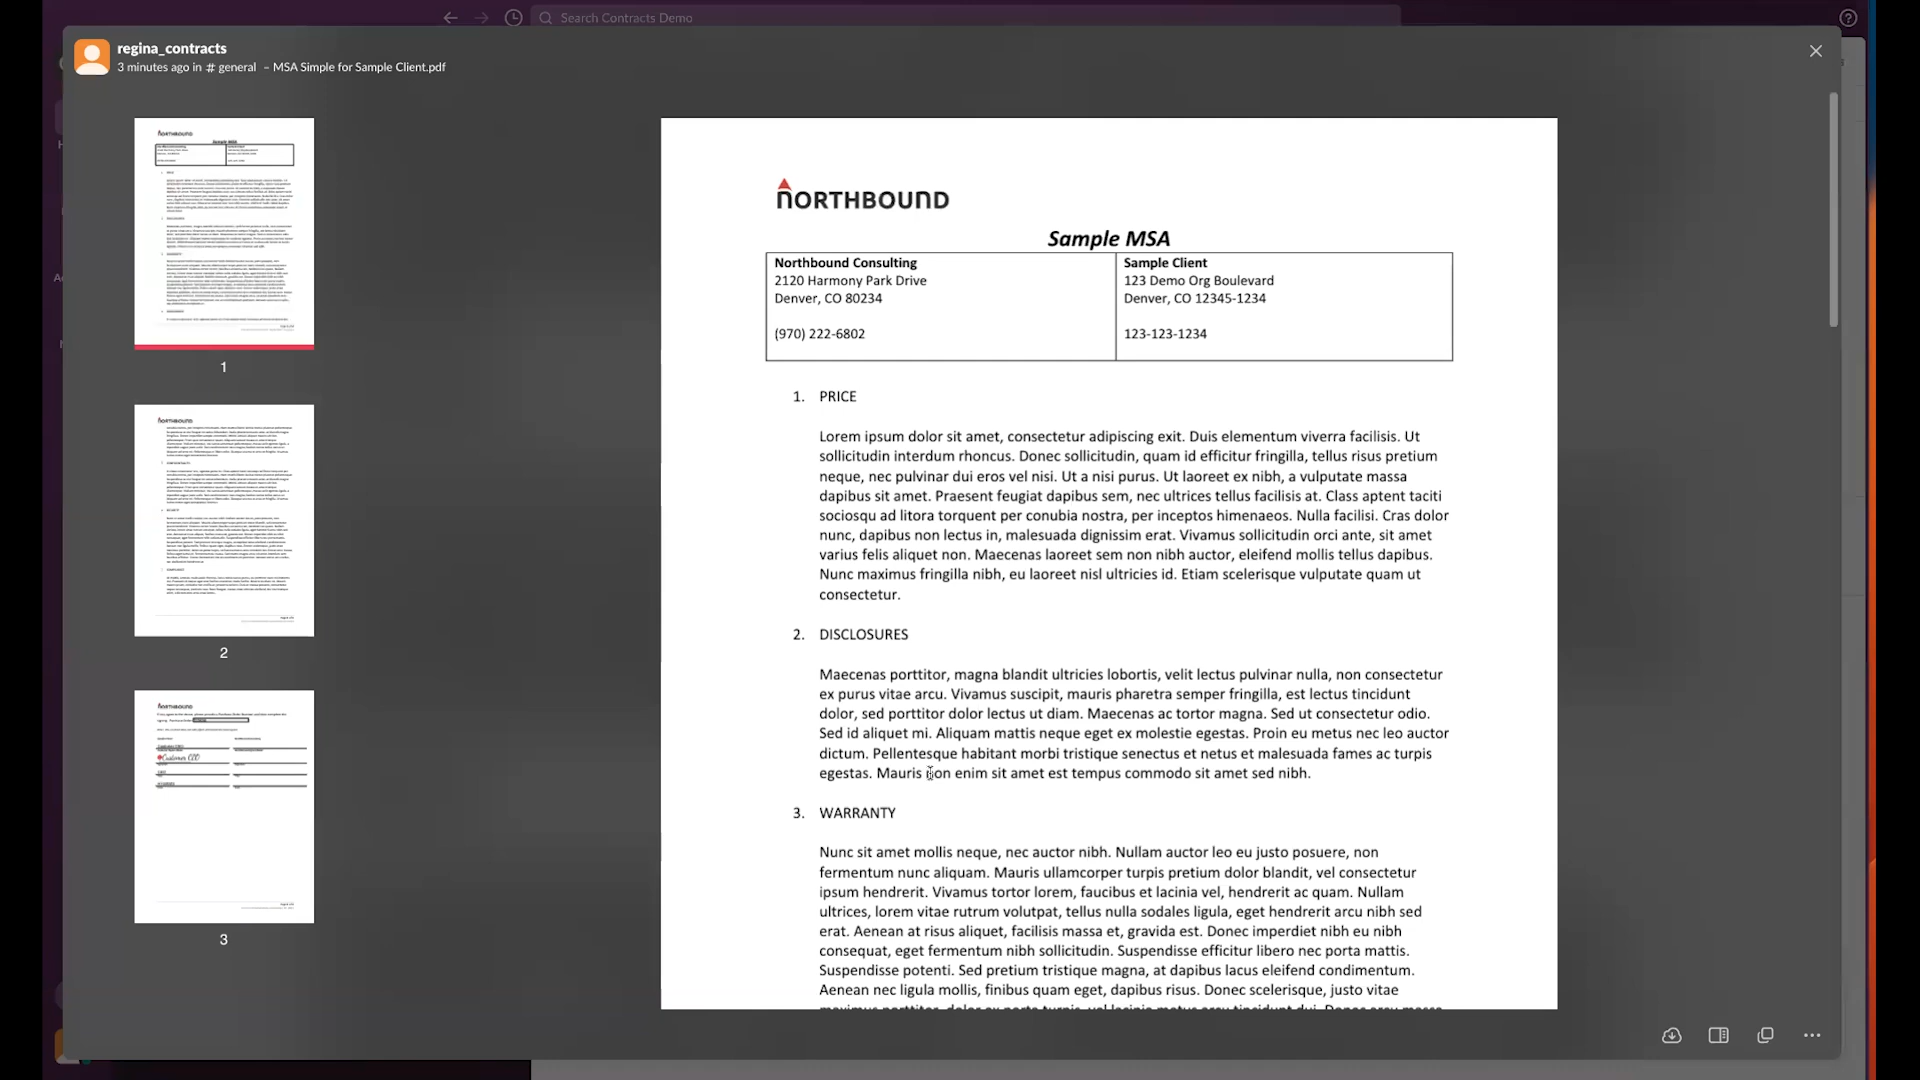 Search Contracts Demo
regina_contracts
3 minutes ago in # general – MSA Simple for Sample Client.pdf
1
2
3
NORTHBOUND
Sample MSA
Northbound Consulting
2120 Harmony Park Drive
Denver, CO 80234
(970) 222-6802
Sample Client
123 Demo Org Boulevard
Denver, CO 12345-1234
123-123-1234
1. PRICE
Lorem ipsum dolor sit amet, consectetur adipiscing exit. Duis elementum viverra facilisis. Ut
sollicitudin interdum rhoncus. Donec sollicitudin, quam id efficitur fringilla, tellus risus pretium
neque, nec pulvinar dui eros vel nisi. Ut a nisi purus. Ut laoreet ex nibh, a vulputate massa
dapibus sit amet. Praesent feugiat dapibus sem, nec ultrices tellus facilisis at. Class aptent taciti
sociosqu ad litora torquent per conubia nostra, per inceptos himenaeos. Nulla facilisi. Cras dolor
nunc, dapibus non lectus in, malesuada dignissim erat. Vivamus sollicitudin orci ante, sit amet
varius felis aliquet non. Maecenas laoreet sem non nibh auctor, eleifend mollis tellus dapibus.
Nunc maximus fringilla nibh, eu laoreet nisl ultricies id. Etiam scelerisque vulputate quam ut
consectetur.
2. DISCLOSURES
Maecenas porttitor, magna blandit ultricies lobortis, velit lectus pulvinar nulla, non consectetur
ex purus vitae arcu. Vivamus suscipit, mauris pharetra semper fringilla, est lectus tincidunt
dolor, sed porttitor dolor lectus ut diam. Maecenas ac tortor magna. Sed ut consectetur odio.
Sed id aliquet mi. Aliquam mattis neque eget ex molestie egestas. Proin eu metus nec leo auctor
dictum. Pellentesque habitant morbi tristique senectus et netus et malesuada fames ac turpis
egestas. Mauris non enim sit amet est tempus commodo sit amet sed nibh.
3. WARRANTY
Nunc sit amet mollis neque, nec auctor nibh. Nullam auctor leo eu justo posuere, non
fermentum nunc aliquam. Mauris ullamcorper turpis pretium dolor blandit, vel consectetur
ipsum hendrerit. Vivamus tortor lorem, faucibus et lacinia vel, hendrerit ac quam. Nullam
ultrices, lorem vitae rutrum volutpat, tellus nulla sodales ligula, eget hendrerit arcu nibh sed
erat. Aenean at risus aliquet, facilisis massa et, gravida est. Donec imperdiet nibh eu nibh
consequat, eget fermentum nibh sollicitudin. Suspendisse efficitur libero nec porta mattis.
Suspendisse potenti. Sed pretium tristique magna, at dapibus lacus eleifend condimentum.
Aenean nec ligula mollis, finibus quam eget, dapibus risus. Donec scelerisque, justo vitae